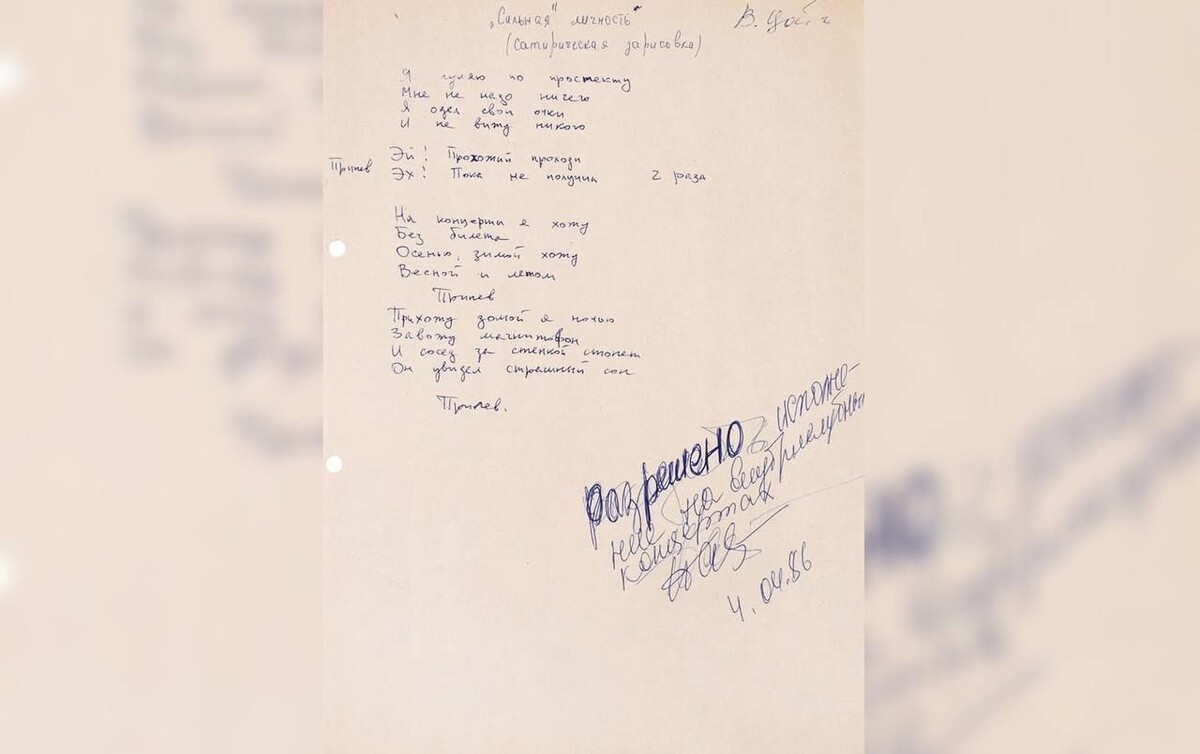 „Сильная" личность
В. Цой
(сатирическая зарисовка)
Я гуляю по проспекту
Мне не надо ничего
Я одел свои очки
И не вижу никого
Эй! Прохожий проходи
Припев Эх! Пока не получил 2 раза
На концерты я хожу
Без билета
Осенью, зимой хожу
Весной и летом
Припев
Прихожу домой я ночью
Завожу магнитофон
И сосед за стенкой стонет
Он увидел страшный сон
Припев.
Разрешено исполне-
ние на внутриклубных
концертах
4.04.86